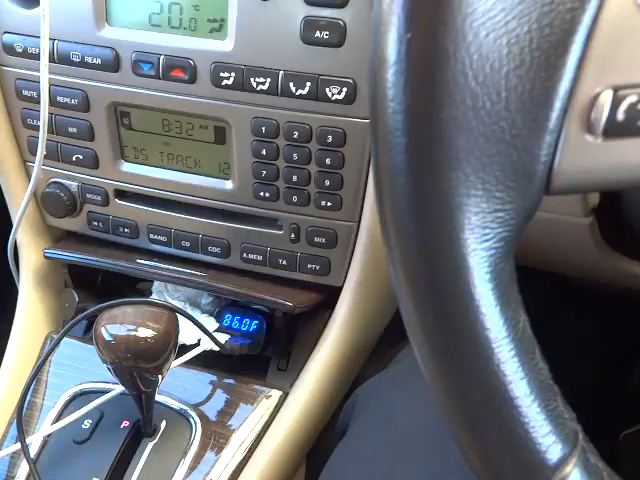 20.0 °C
A/C
DEF
REAR
MUTE
REPEAT
CLEAR
MR
8:32 AM
CDS TRACK 12
1 2 3
4 5 6
7 8 9
0
MODE
BAND
CD
CDC
A.MEM
TA
PTY
MIX
86.0F
S
P